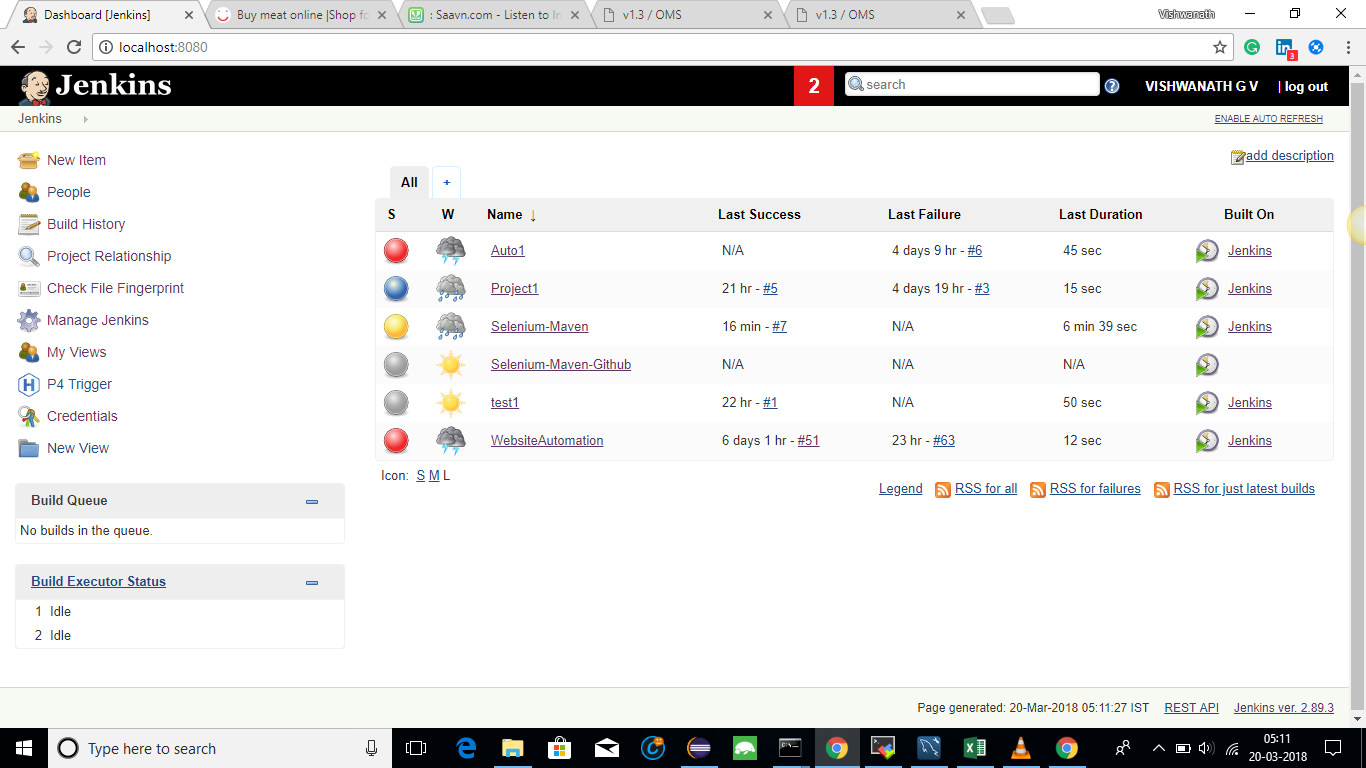 Dashboard [Jenkins]
Buy meat online |Shop fo
: Saavn.com - Listen to In
v1.3 / OMS
v1.3 / OMS
Vishwanath
localhost:8080
3
Jenkins
2
search
VISHWANATH G V
| log out
Jenkins
ENABLE AUTO REFRESH
New Item
People
Build History
Project Relationship
Check File Fingerprint
Manage Jenkins
My Views
P4 Trigger
Credentials
New View
Build Queue
No builds in the queue.
Build Executor Status
1 Idle
2 Idle
add description
All +
S W Name ↓ Last Success Last Failure Last Duration Built On
Auto1 N/A 4 days 9 hr - #6 45 sec Jenkins
Project1 21 hr - #5 4 days 19 hr - #3 15 sec Jenkins
Selenium-Maven 16 min - #7 N/A 6 min 39 sec Jenkins
Selenium-Maven-Github N/A N/A N/A
test1 22 hr - #1 N/A 50 sec Jenkins
WebsiteAutomation 6 days 1 hr - #51 23 hr - #63 12 sec Jenkins
Icon: S M L
Legend RSS for all RSS for failures RSS for just latest builds
Page generated: 20-Mar-2018 05:11:27 IST REST API Jenkins ver. 2.89.3
Type here to search
05:11
20-03-2018